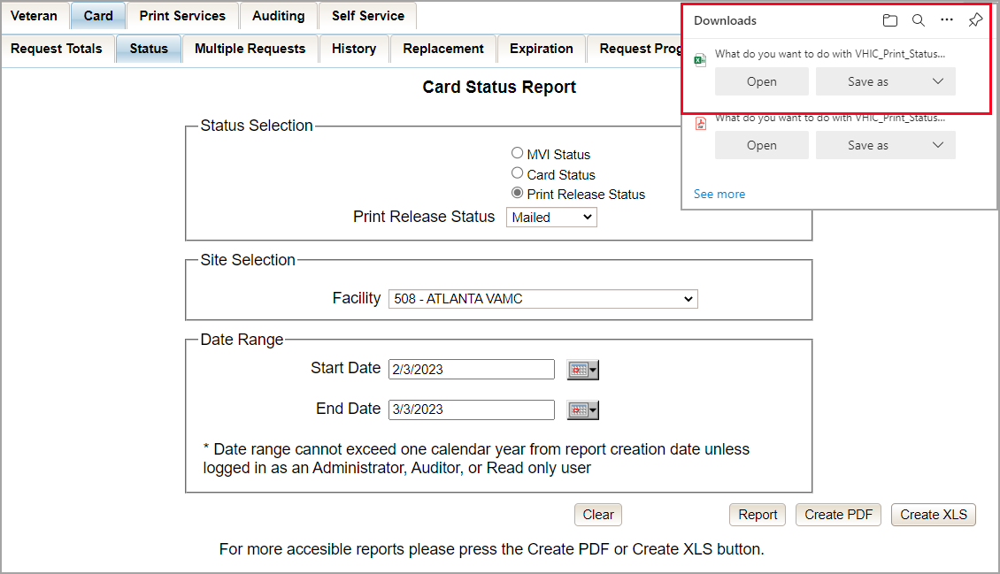 Veteran Card Print Services Auditing Self Service
Request Totals Status Multiple Requests History Replacement Expiration Request Prog
Downloads
What do you want to do with VHIC_Print_Status...
Open Save as
What do you want to do with VHIC_Print_Status...
Open Save as
See more
Card Status Report
Status Selection
MVI Status
Card Status
Print Release Status
Print Release Status Mailed
Site Selection
Facility 508 - ATLANTA VAMC
Date Range
Start Date 2/3/2023
End Date 3/3/2023
* Date range cannot exceed one calendar year from report creation date unless
logged in as an Administrator, Auditor, or Read only user
Clear Report Create PDF Create XLS
For more accesible reports please press the Create PDF or Create XLS button.